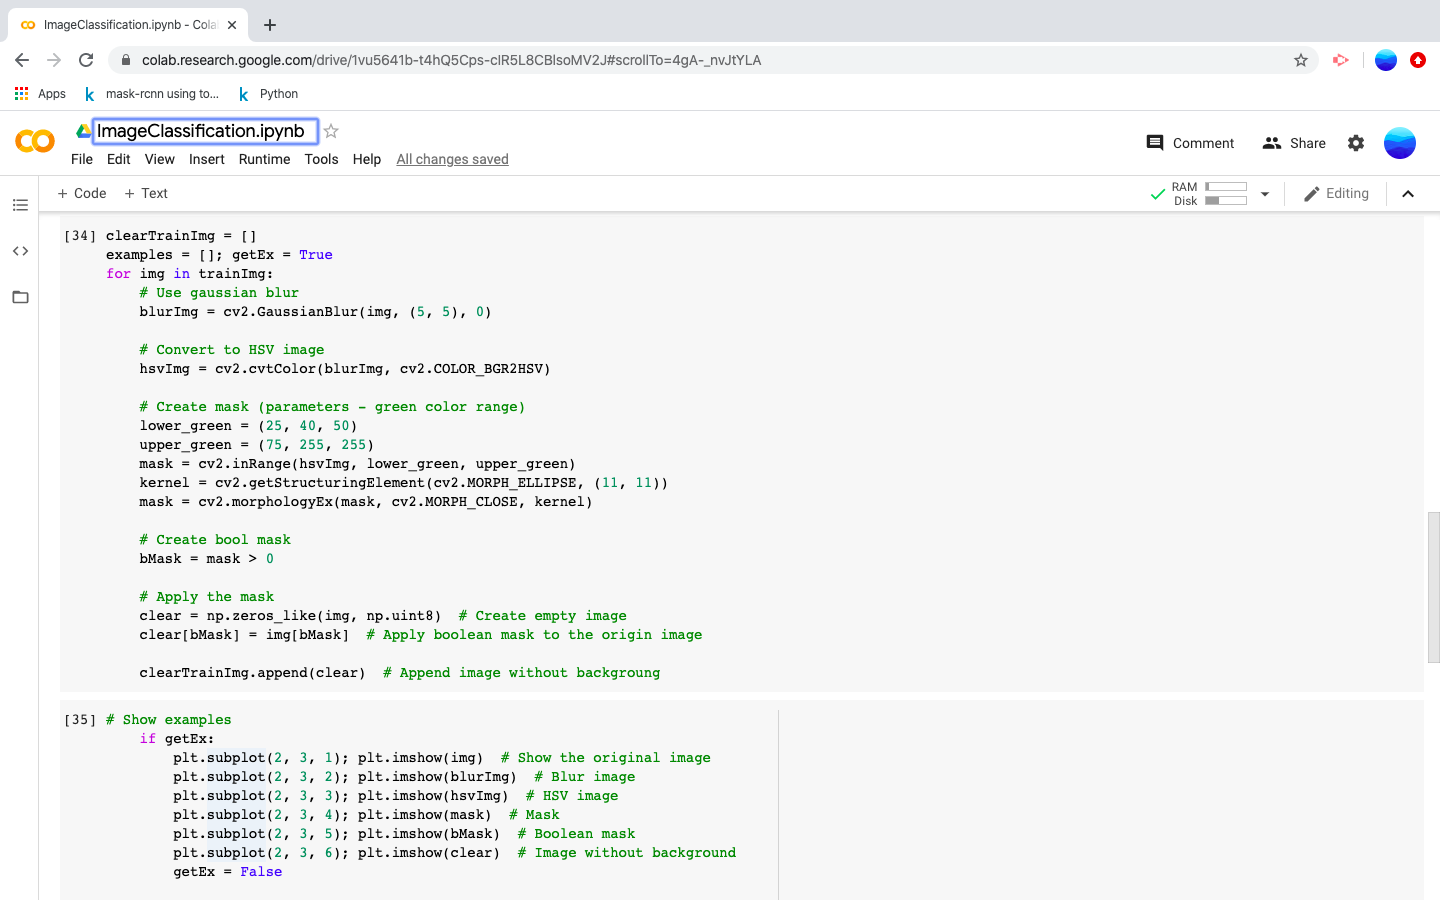 ImageClassification.ipynb - Cola
colab.research.google.com/drive/1vu5641b-t4hQ5Cps-clR5L8CBlsoMV2J#scrollTo=4gA-_nvJtYLA
Apps mask-rcnn using to... Python
ImageClassification.ipynb
File Edit View Insert Runtime Tools Help All changes saved
Comment Share
+ Code + Text
RAM
Disk
Editing
[34] clearTrainImg = []
examples = []; getEx = True
for img in trainImg:
    # Use gaussian blur
    blurImg = cv2.GaussianBlur(img, (5, 5), 0)
    # Convert to HSV image
    hsvImg = cv2.cvtColor(blurImg, cv2.COLOR_BGR2HSV)
    # Create mask (parameters - green color range)
    lower_green = (25, 40, 50)
    upper_green = (75, 255, 255)
    mask = cv2.inRange(hsvImg, lower_green, upper_green)
    kernel = cv2.getStructuringElement(cv2.MORPH_ELLIPSE, (11, 11))
    mask = cv2.morphologyEx(mask, cv2.MORPH_CLOSE, kernel)
    # Create bool mask
    bMask = mask > 0
    # Apply the mask
    clear = np.zeros_like(img, np.uint8)  # Create empty image
    clear[bMask] = img[bMask]  # Apply boolean mask to the origin image
    clearTrainImg.append(clear)  # Append image without backgroung
[35] # Show examples
    if getEx:
        plt.subplot(2, 3, 1); plt.imshow(img)  # Show the original image
        plt.subplot(2, 3, 2); plt.imshow(blurImg)  # Blur image
        plt.subplot(2, 3, 3); plt.imshow(hsvImg)  # HSV image
        plt.subplot(2, 3, 4); plt.imshow(mask)  # Mask
        plt.subplot(2, 3, 5); plt.imshow(bMask)  # Boolean mask
        plt.subplot(2, 3, 6); plt.imshow(clear)  # Image without background
        getEx = False